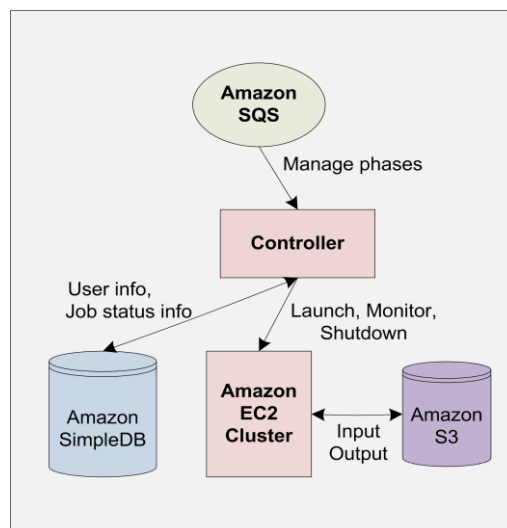 Amazon
SQS
Manage phases
Controller
User info,
Job status info
Launch, Monitor,
Shutdown
Amazon
SimpleDB
Amazon
EC2
Cluster
Input
Output
Amazon
S3